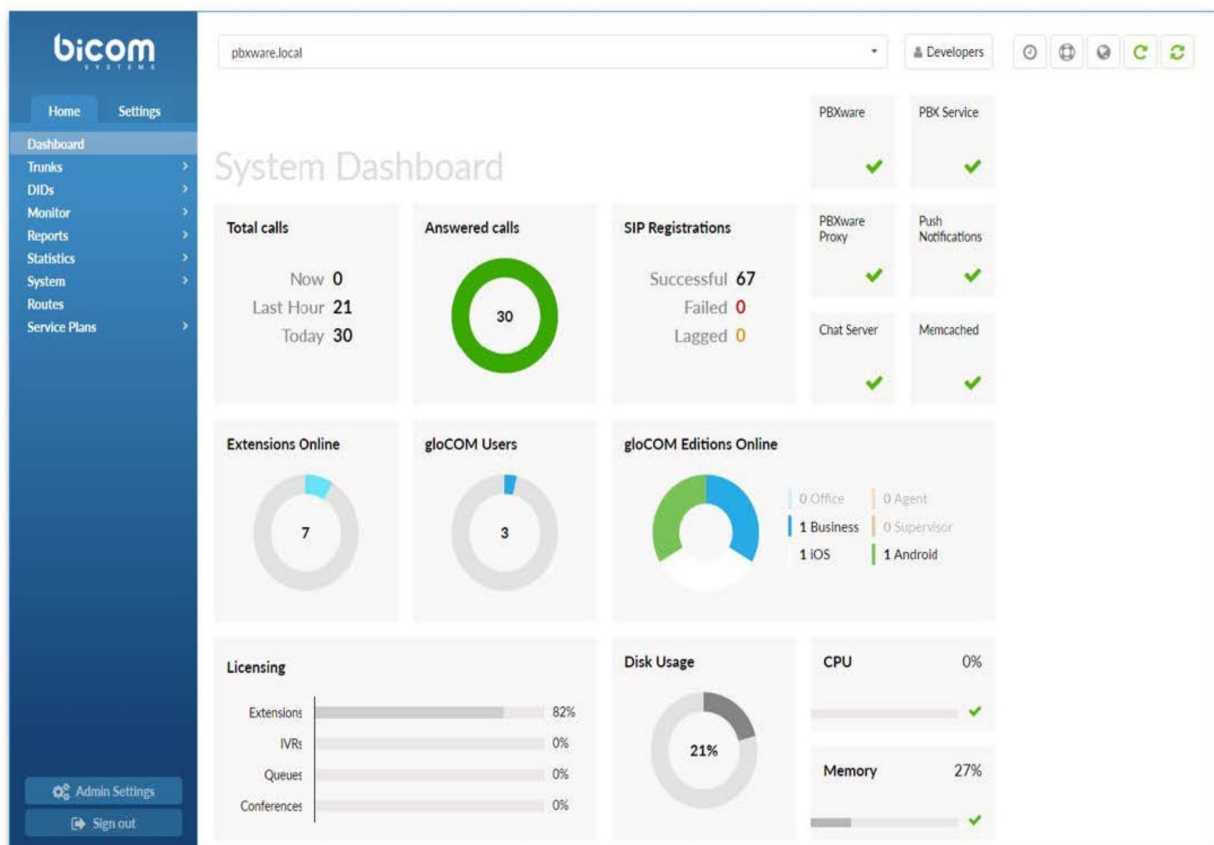 bicom
SYSTEMS
Home Settings
Dashboard
Trunks
DIDs
Monitor
Reports
Statistics
System
Routes
Service Plans
Admin Settings
Sign out
pbxware.local
Developers
System Dashboard
PBXware
PBX Service
PBXware
Proxy
Push
Notifications
Chat Server
Memcached
Total calls
Now 0
Last Hour 21
Today 30
Answered calls
30
SIP Registrations
Successful 67
Failed 0
Lagged 0
Extensions Online
7
gloCOM Users
3
gloCOM Editions Online
0 Office 0 Agent
1 Business 0 Supervisor
1 iOS 1 Android
Licensing
Extensions 82%
IVRs 0%
Queues 0%
Conferences 0%
Disk Usage
21%
CPU 0%
Memory 27%